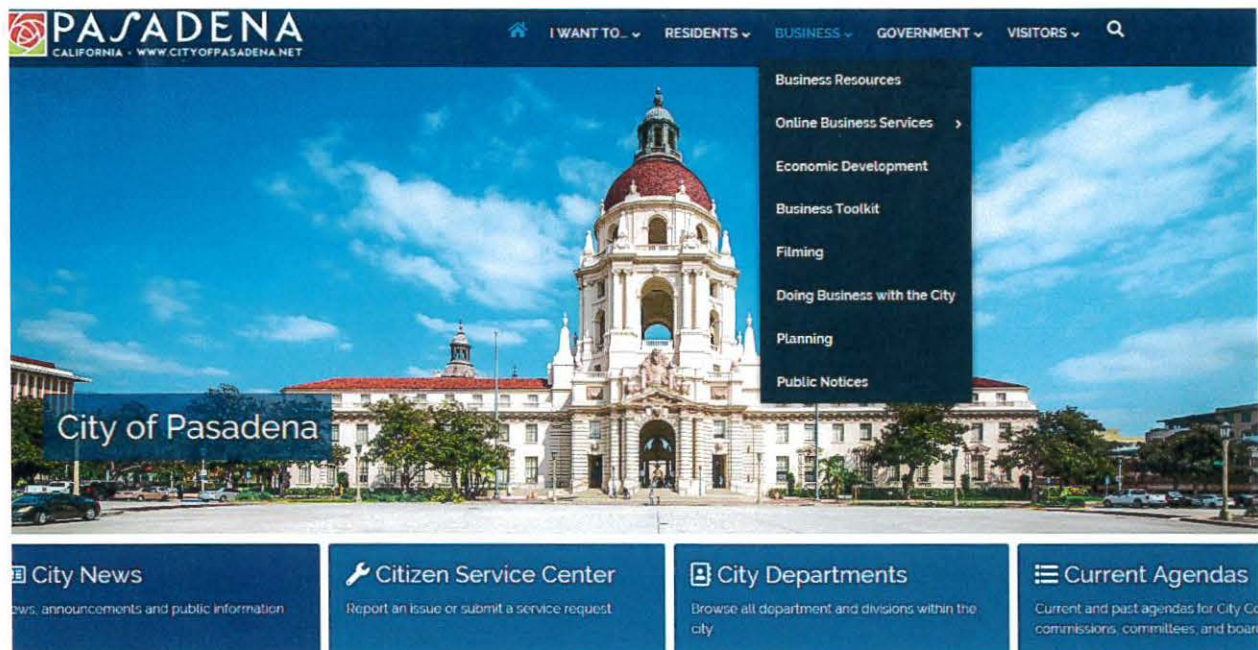 PASADENA
CALIFORNIA - WWW.CITYOFPASADENA.NET
I WANT TO...
RESIDENTS
BUSINESS
GOVERNMENT
VISITORS
Business Resources
Online Business Services
Economic Development
Business Toolkit
Filming
Doing Business with the City
Planning
Public Notices
City of Pasadena
City News
announcements and public information
Citizen Service Center
Report an issue or submit a service request
City Departments
Browse all department and divisions within the
city
Current Agendas
Current and past agendas for City
commissions, committees, and